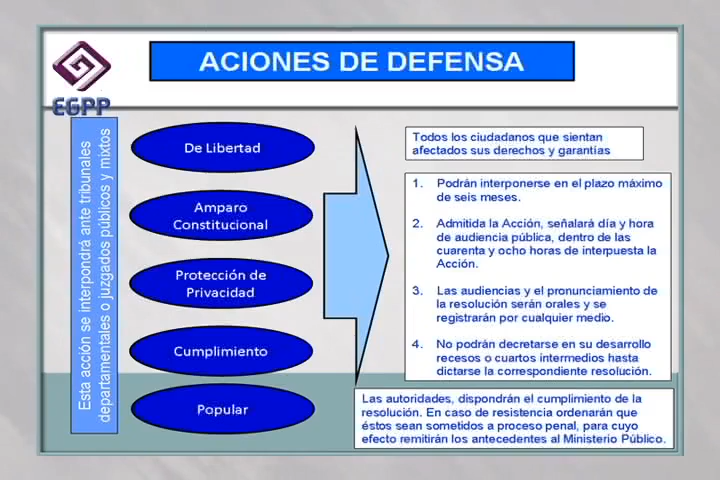 ACIONES DE DEFENSA
EGPP
Esta acción se interpondrá ante tribunales
departamentales o juzgados públicos y mixtos
De Libertad
Amparo
Constitucional
Protección de
Privacidad
Cumplimiento
Popular
Todos los ciudadanos que sientan
afectados sus derechos y garantías
1. Podrán interponerse en el plazo máximo
de seis meses.
2. Admitida la Acción, señalará día y hora
de audiencia pública, dentro de las
cuarenta y ocho horas de interpuesta la
Acción.
3. Las audiencias y el pronunciamiento de
la resolución serán orales y se
registrarán por cualquier medio.
4. No podrán decretarse en su desarrollo
recesos o cuartos intermedios hasta
dictarse la correspondiente resolución.
Las autoridades, dispondrán el cumplimiento de la
resolución. En caso de resistencia ordenarán que
éstos sean sometidos a proceso penal, para cuyo
efecto remitirán los antecedentes al Ministerio Público.